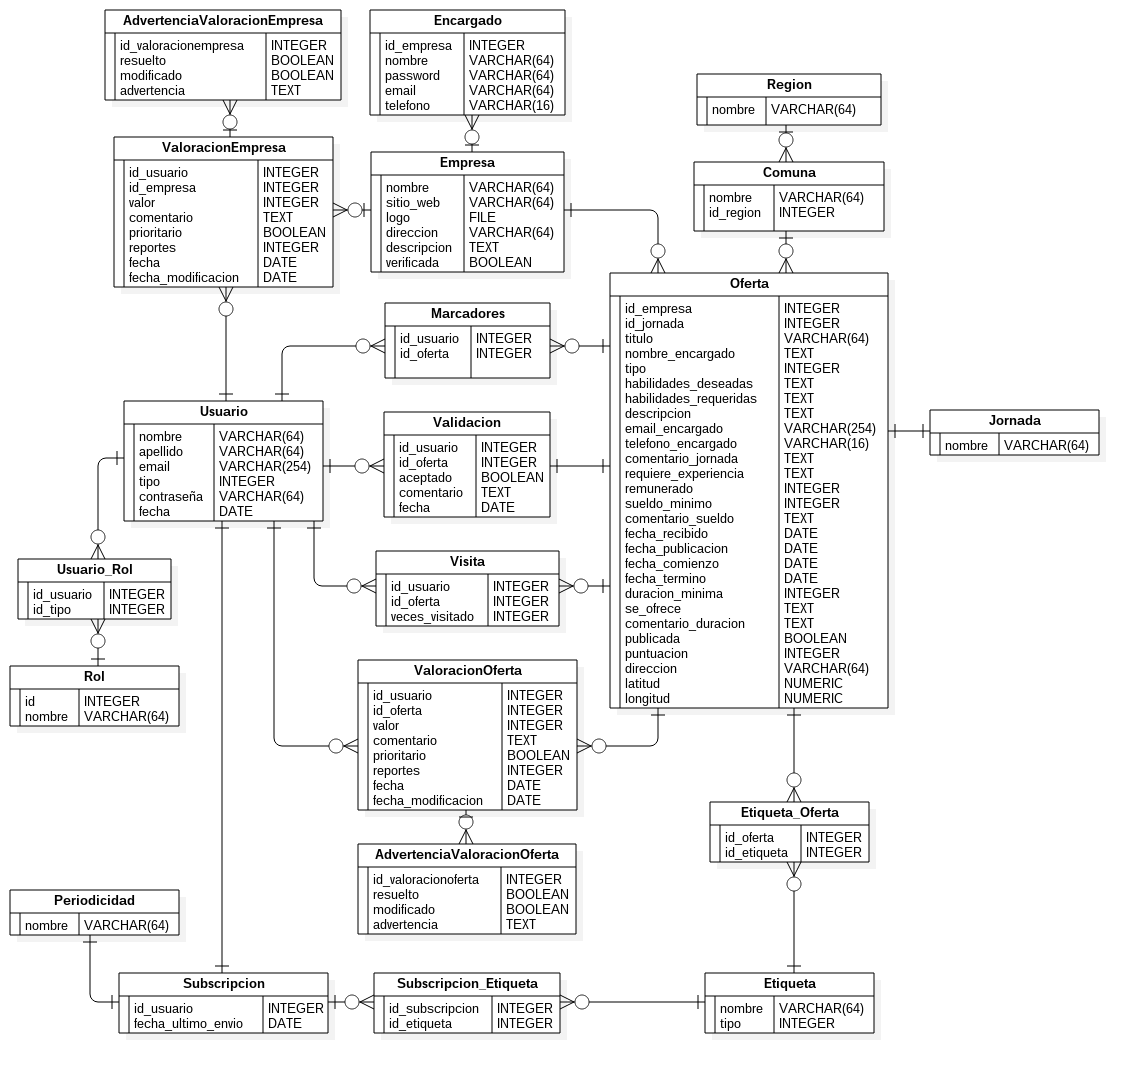 AdvertenciaValoracionEmpresa
id_valoracionempresa INTEGER
resuelto BOOLEAN
modificado BOOLEAN
advertencia TEXT
Encargado
id_empresa INTEGER
nombre VARCHAR(64)
password VARCHAR(64)
email VARCHAR(64)
telefono VARCHAR(16)
Region
nombre VARCHAR(64)
ValoracionEmpresa
id_usuario INTEGER
id_empresa INTEGER
valor INTEGER
comentario TEXT
prioritario BOOLEAN
reportes INTEGER
fecha DATE
fecha_modificacion DATE
Empresa
nombre VARCHAR(64)
sitio_web VARCHAR(64)
logo FILE
direccion VARCHAR(64)
descripcion TEXT
verificada BOOLEAN
Comuna
nombre VARCHAR(64)
id_region INTEGER
Oferta
id_empresa INTEGER
id_jornada INTEGER
titulo VARCHAR(64)
nombre_encargado TEXT
tipo INTEGER
habilidades_deseadas TEXT
habilidades_requeridas TEXT
descripcion TEXT
email_encargado VARCHAR(254)
telefono_encargado VARCHAR(16)
comentario_jornada TEXT
requiere_experiencia TEXT
remunerado INTEGER
sueldo_minimo INTEGER
comentario_sueldo TEXT
fecha_recibido DATE
fecha_publicacion DATE
fecha_comienzo DATE
fecha_termino DATE
duracion_minima INTEGER
se_ofrece TEXT
comentario_duracion TEXT
publicada BOOLEAN
puntuacion INTEGER
direccion VARCHAR(64)
latitud NUMERIC
longitud NUMERIC
Marcadores
id_usuario INTEGER
id_oferta INTEGER
Usuario
nombre VARCHAR(64)
apellido VARCHAR(64)
email VARCHAR(254)
tipo INTEGER
contraseña VARCHAR(64)
fecha DATE
Validacion
id_usuario INTEGER
id_oferta INTEGER
aceptado BOOLEAN
comentario TEXT
fecha DATE
Jornada
nombre VARCHAR(64)
Usuario_Rol
id_usuario INTEGER
id_tipo INTEGER
Visita
id_usuario INTEGER
id_oferta INTEGER
veces_visitado INTEGER
Rol
id INTEGER
nombre VARCHAR(64)
ValoracionOferta
id_usuario INTEGER
id_oferta INTEGER
valor INTEGER
comentario TEXT
prioritario BOOLEAN
reportes INTEGER
fecha DATE
fecha_modificacion DATE
Etiqueta_Oferta
id_oferta INTEGER
id_etiqueta INTEGER
AdvertenciaValoracionOferta
id_valoracionoferta INTEGER
resuelto BOOLEAN
modificado BOOLEAN
advertencia TEXT
Periodicidad
nombre VARCHAR(64)
Subscripcion
id_usuario INTEGER
fecha_ultimo_envio DATE
Subscripcion_Etiqueta
id_subscripcion INTEGER
id_etiqueta INTEGER
Etiqueta
nombre VARCHAR(64)
tipo INTEGER